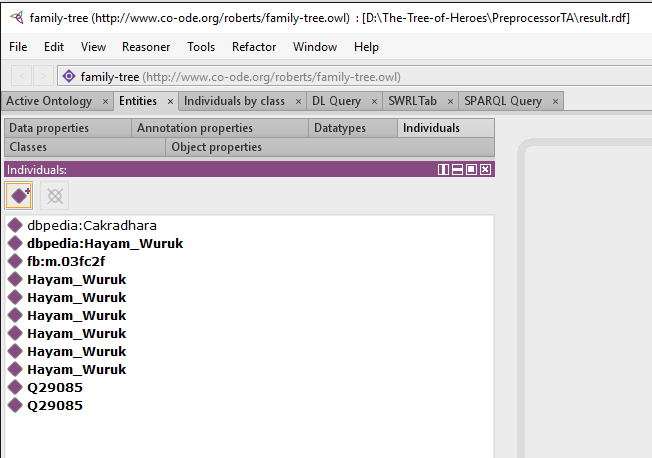 family-tree (http://www.co-ode.org/roberts/family-tree.owl) : [D:\The-Tree-of-Heroes\PreprocessorTA\result.rdf]
File Edit View Reasoner Tools Refactor Window Help
family-tree (http://www.co-ode.org/roberts/family-tree.owl)
Active Ontology × Entities × Individuals by class × DL Query × SWRLTab × SPARQL Query ×
Data properties Annotation properties Datatypes Individuals
Classes Object properties
Individuals:
dbpedia:Cakradhara
dbpedia:Hayam_Wuruk
fb:m.03fc2f
Hayam_Wuruk
Hayam_Wuruk
Hayam_Wuruk
Hayam_Wuruk
Hayam_Wuruk
Hayam_Wuruk
Q29085
Q29085